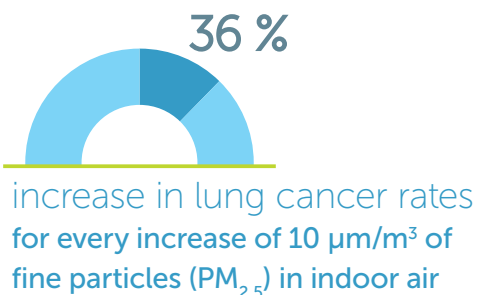 36 %
increase in lung cancer rates
for every increase of 10 μm/m³ of
fine particles (PM₂.₅) in indoor air